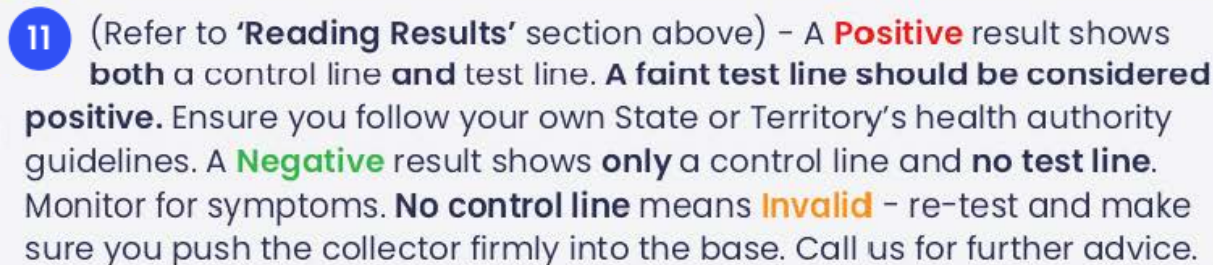 11 (Refer to ‘Reading Results’ section above) - A Positive result shows
both a control line and test line. A faint test line should be considered
positive. Ensure you follow your own State or Territory’s health authority
guidelines. A Negative result shows only a control line and no test line.
Monitor for symptoms. No control line means Invalid - re-test and make
sure you push the collector firmly into the base. Call us for further advice.